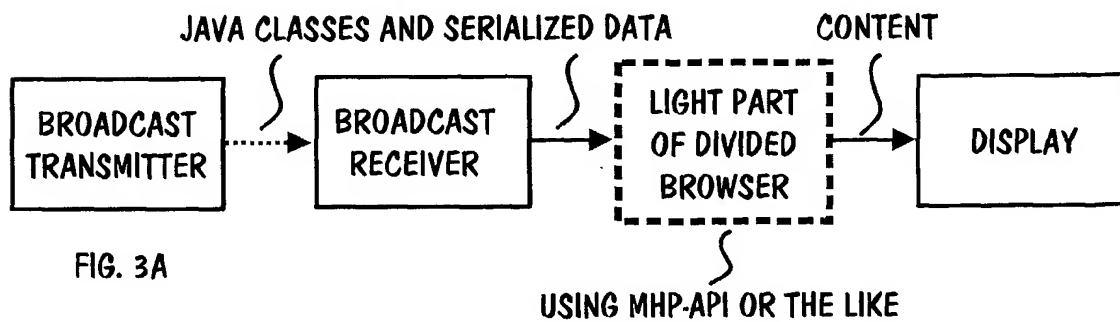 JAVA CLASSES AND SERIALIZED DATA
CONTENT
BROADCAST
TRANSMITTER
BROADCAST
RECEIVER
LIGHT PART
OF DIVIDED
BROWSER
DISPLAY
FIG. 3A
USING MHP-API OR THE LIKE